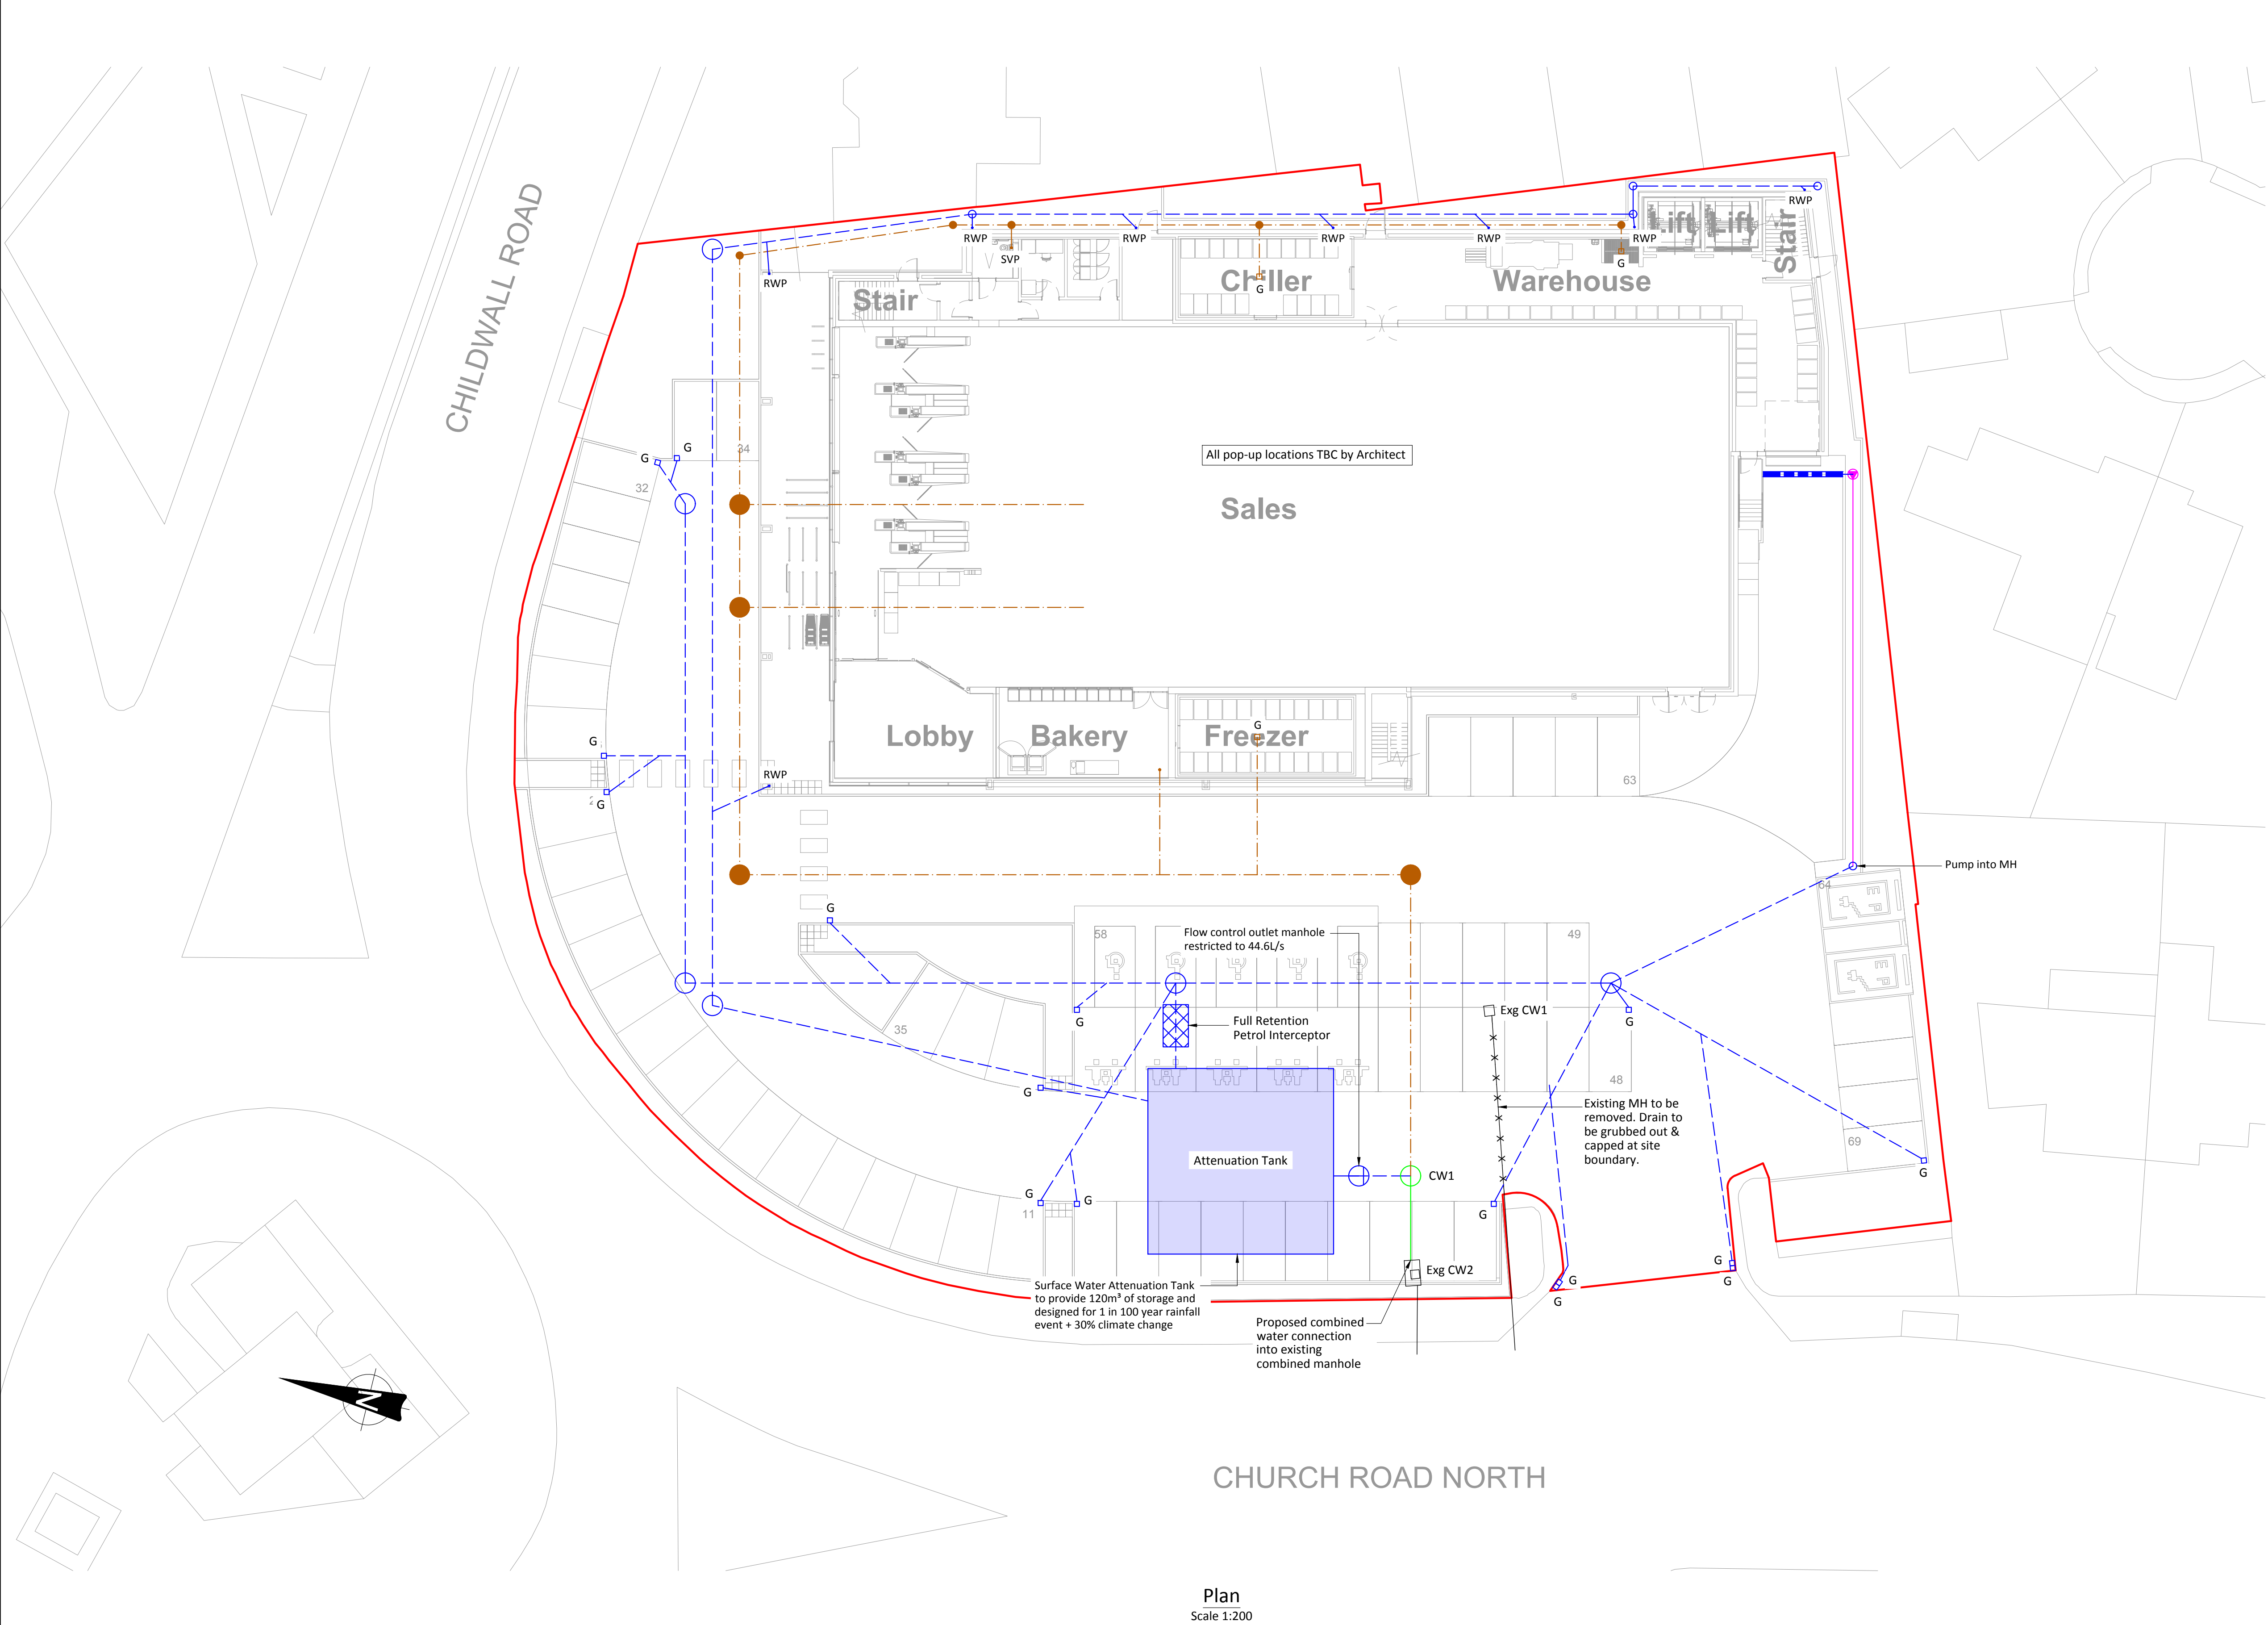 CHILDWALL ROAD
RWP
Lift Lift
Stair
RWP
RWP
RWP
RWP
RWP
SVP
G
Chiller
G
Warehouse
RWP
Stair
G
G
34
32
All pop-up locations TBC by Architect
Sales
Lobby
Bakery
Freezer
G
G
G
RWP
63
Pump into MH
64
G
58
49
Flow control outlet manhole
restricted to 44.6L/s
Exg CW1
Full Retention
Petrol Interceptor
G
G
35
48
G
Existing MH to be
removed. Drain to
be grubbed out &
capped at site
boundary.
69
G
Attenuation Tank
CW1
G
G
11
G
G
G
Exg CW2
G
G
G
Surface Water Attenuation Tank
to provide 120m³ of storage and
designed for 1 in 100 year rainfall
event + 30% climate change
Proposed combined
water connection
into existing
combined manhole
N
CHURCH ROAD NORTH
Plan
Scale 1:200